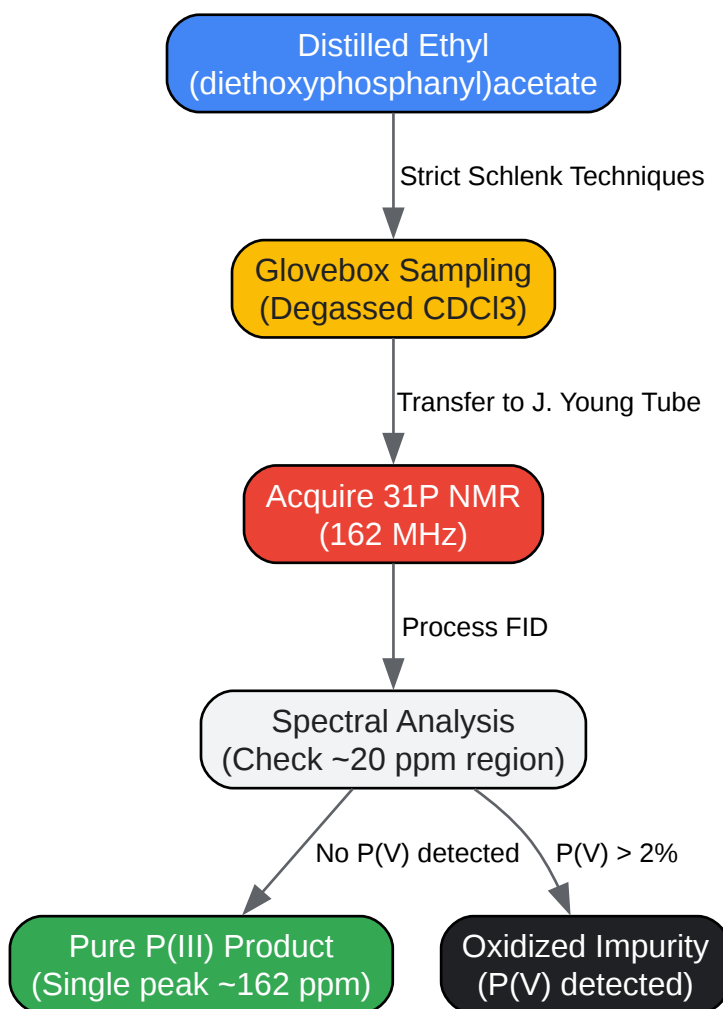 Distilled Ethyl
(diethoxyphosphanyl)acetate
Strict Schlenk Techniques
Glovebox Sampling
(Degassed CDCl3)
Transfer to J. Young Tube
Acquire 31P NMR
(162 MHz)
Process FID
Spectral Analysis
(Check ~20 ppm region)
No P(V) detected
P(V) > 2%
Pure P(III) Product
(Single peak ~162 ppm)
Oxidized Impurity
(P(V) detected)